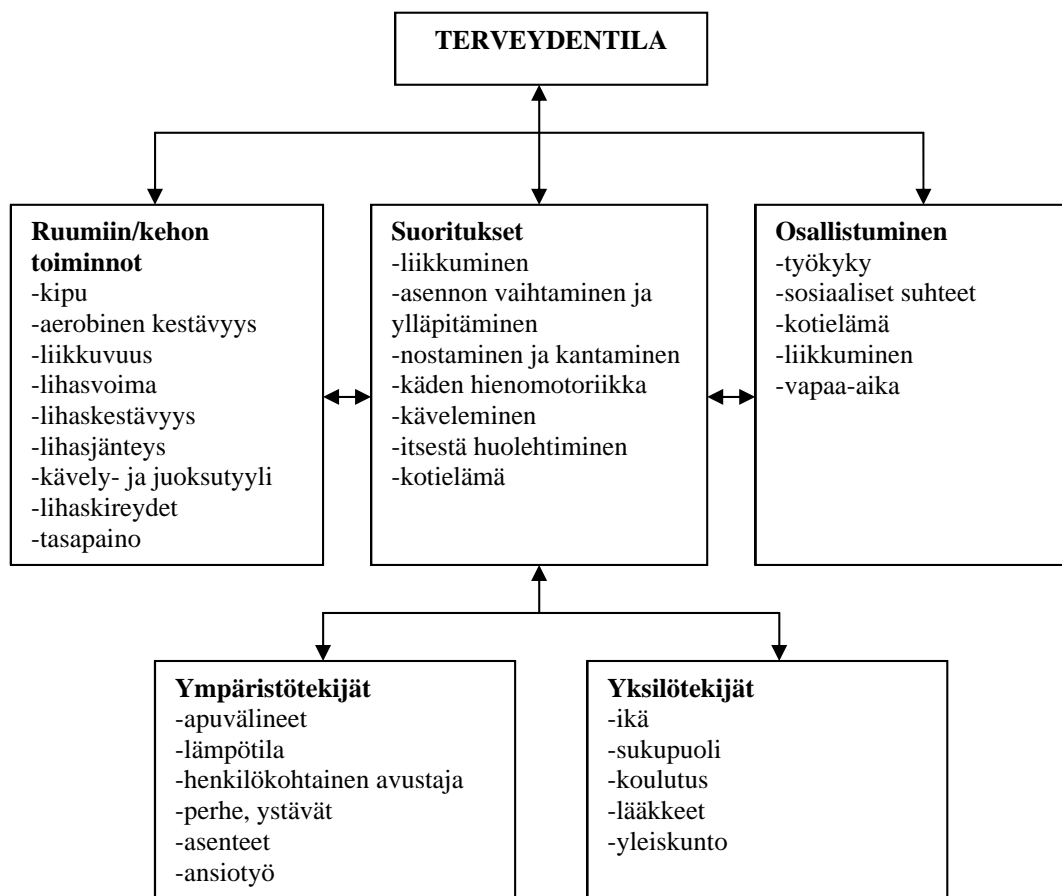 TERVEYDENTILA
Ruumiin/kehon
toiminnot
-kipu
-aerobinen kestävyys
-liikkuvuus
-lihasvoima
-lihaskestävyys
-lihasjänteys
-kävely- ja juoksutyyli
-lihaskireydet
-tasapaino
Suoritukset
-liikkuminen
-asennon vaihtaminen ja
ylläpitäminen
-nostaminen ja kantaminen
-käden hienomotoriikka
-käveleminen
-itsestä huolehtiminen
-kotielämä
Osallistuminen
-työkyky
-sosiaaliset suhteet
-kotielämä
-liikkuminen
-vapaa-aika
Ympäristötekijät
-apuvälineet
-lämpötila
-henkilökohtainen avustaja
-perhe, ystävät
-asenteet
-ansiotyö
Yksilötekijät
-ikä
-sukupuoli
-koulutus
-lääkkeet
-yleiskunto